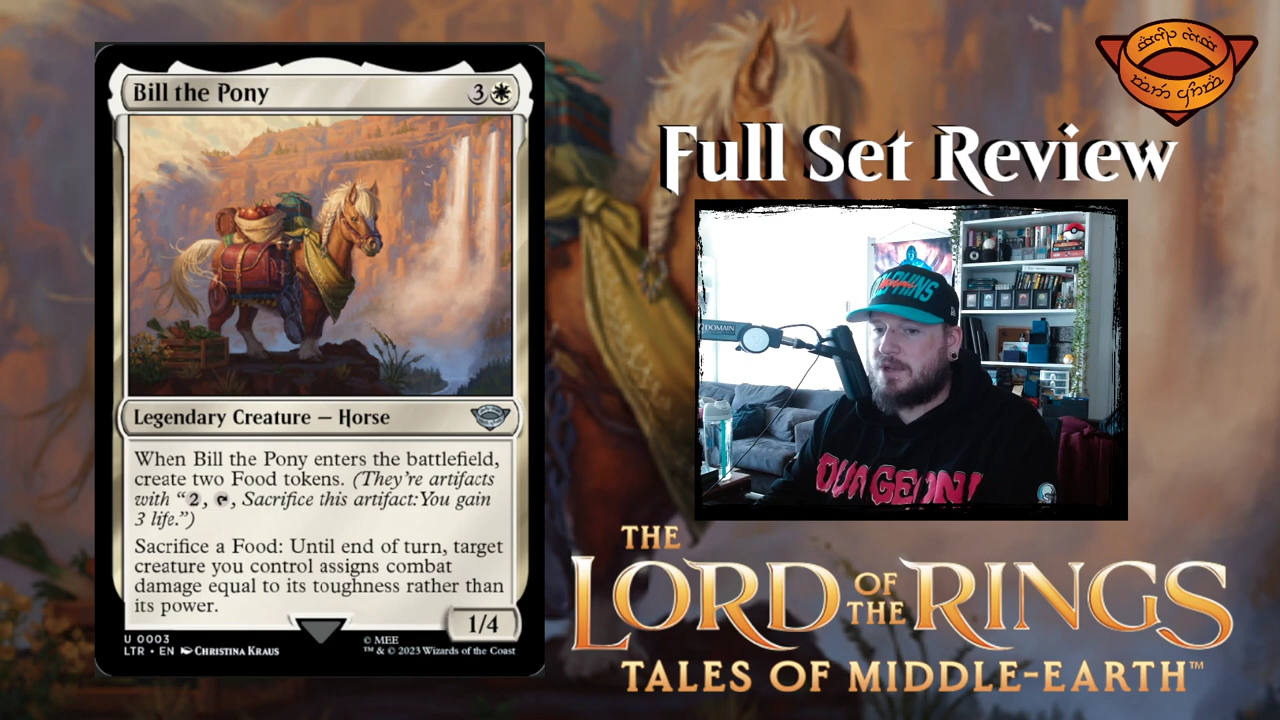 Bill the Pony
3
Legendary Creature — Horse
When Bill the Pony enters the battlefield,
create two Food tokens. (They're artifacts
with “2, , Sacrifice this artifact:You gain
3 life.”)
Sacrifice a Food: Until end of turn, target
creature you control assigns combat
damage equal to its toughness rather than
its power.
1/4
U 0003
LTR • EN CHRISTINA KRAUS
© MEE
™ & © 2023 Wizards of the Coast
Full Set Review
DOMAIN
DOLPHINS
DUNGEON!
THE
LORD OF THE RINGS
TALES OF MIDDLE-EARTH™